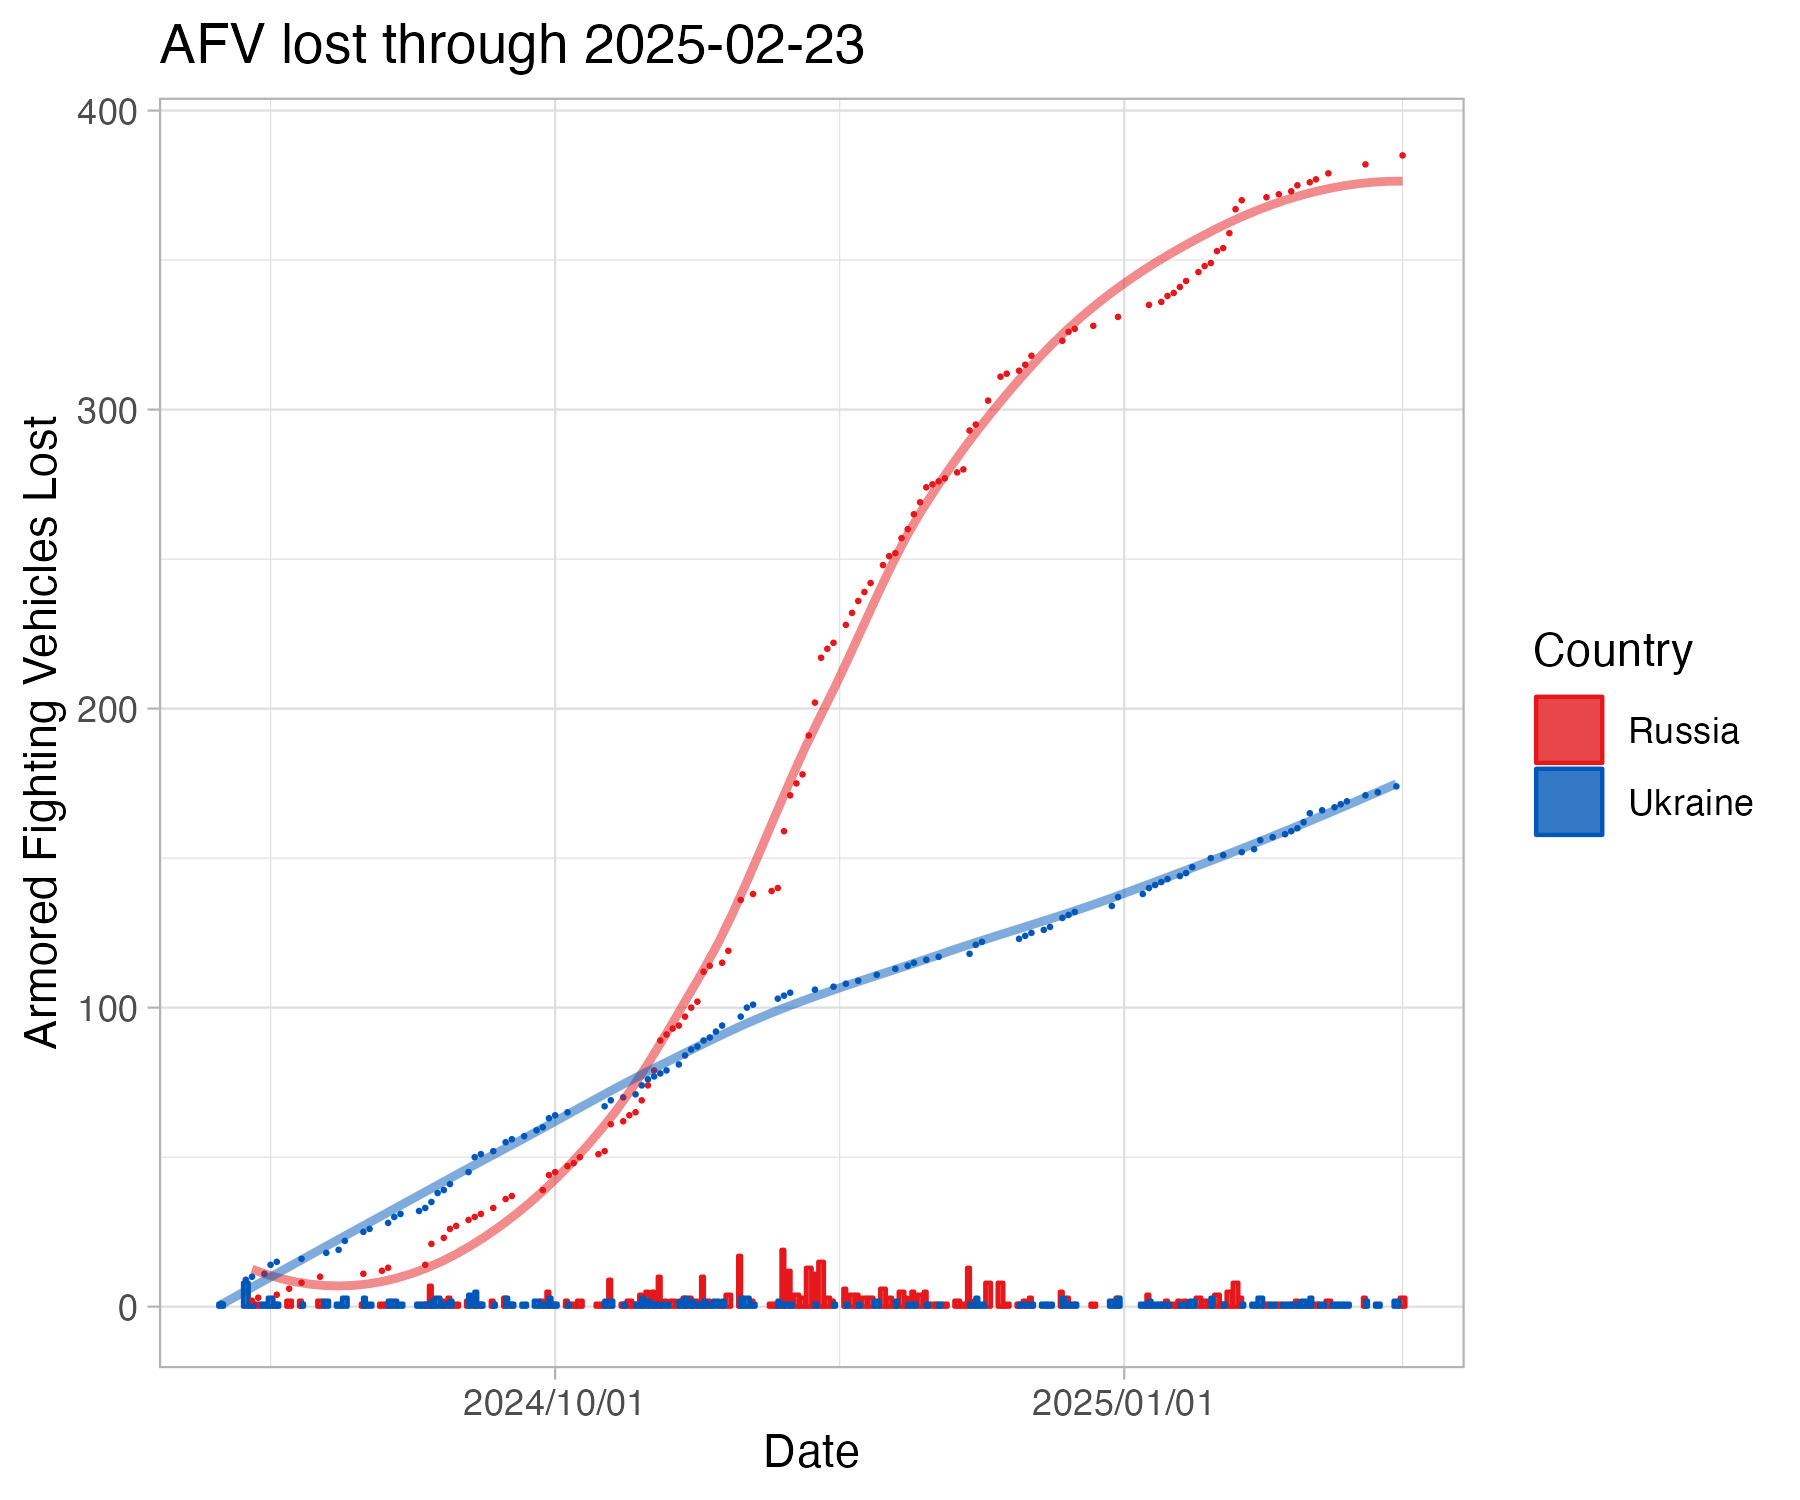 AFV lost through 2025-02-23
Armored Fighting Vehicles Lost
400
300
200
100
0
2024/10/01
2025/01/01
Date
Country
Russia
Ukraine